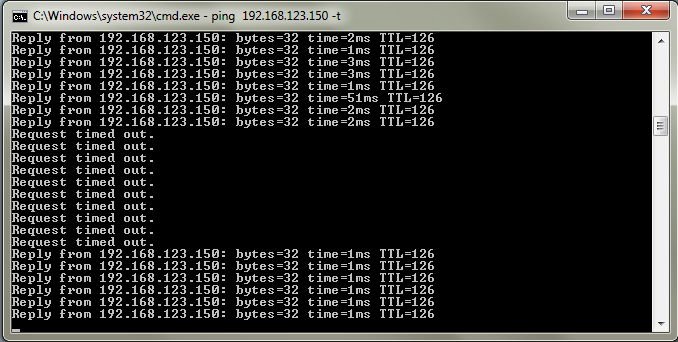 C:\Windows\system32\cmd.exe - ping 192.168.123.150 -t
Reply from 192.168.123.150: bytes=32 time=2ms TTL=126
Reply from 192.168.123.150: bytes=32 time=1ms TTL=126
Reply from 192.168.123.150: bytes=32 time=3ms TTL=126
Reply from 192.168.123.150: bytes=32 time=3ms TTL=126
Reply from 192.168.123.150: bytes=32 time=1ms TTL=126
Reply from 192.168.123.150: bytes=32 time=51ms TTL=126
Reply from 192.168.123.150: bytes=32 time=2ms TTL=126
Reply from 192.168.123.150: bytes=32 time=2ms TTL=126
Request timed out.
Request timed out.
Request timed out.
Request timed out.
Request timed out.
Request timed out.
Request timed out.
Request timed out.
Request timed out.
Request timed out.
Reply from 192.168.123.150: bytes=32 time=1ms TTL=126
Reply from 192.168.123.150: bytes=32 time=1ms TTL=126
Reply from 192.168.123.150: bytes=32 time=1ms TTL=126
Reply from 192.168.123.150: bytes=32 time=1ms TTL=126
Reply from 192.168.123.150: bytes=32 time=1ms TTL=126
Reply from 192.168.123.150: bytes=32 time=1ms TTL=126